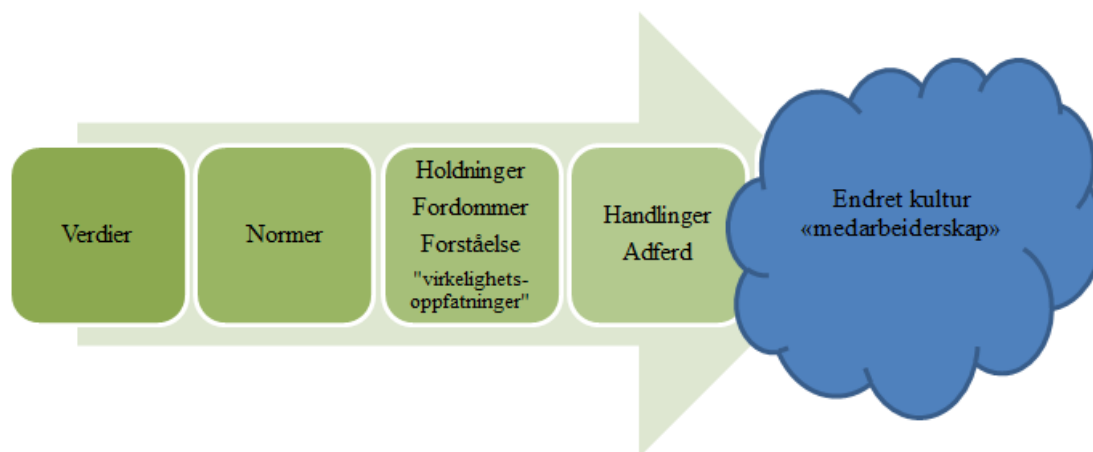 Verdier
Normer
Holdninger
Fordommer
Forståelse
"virkelighets-
oppfatninger"
Handlinger
Adferd
Endret kultur
«medarbeiderskap»